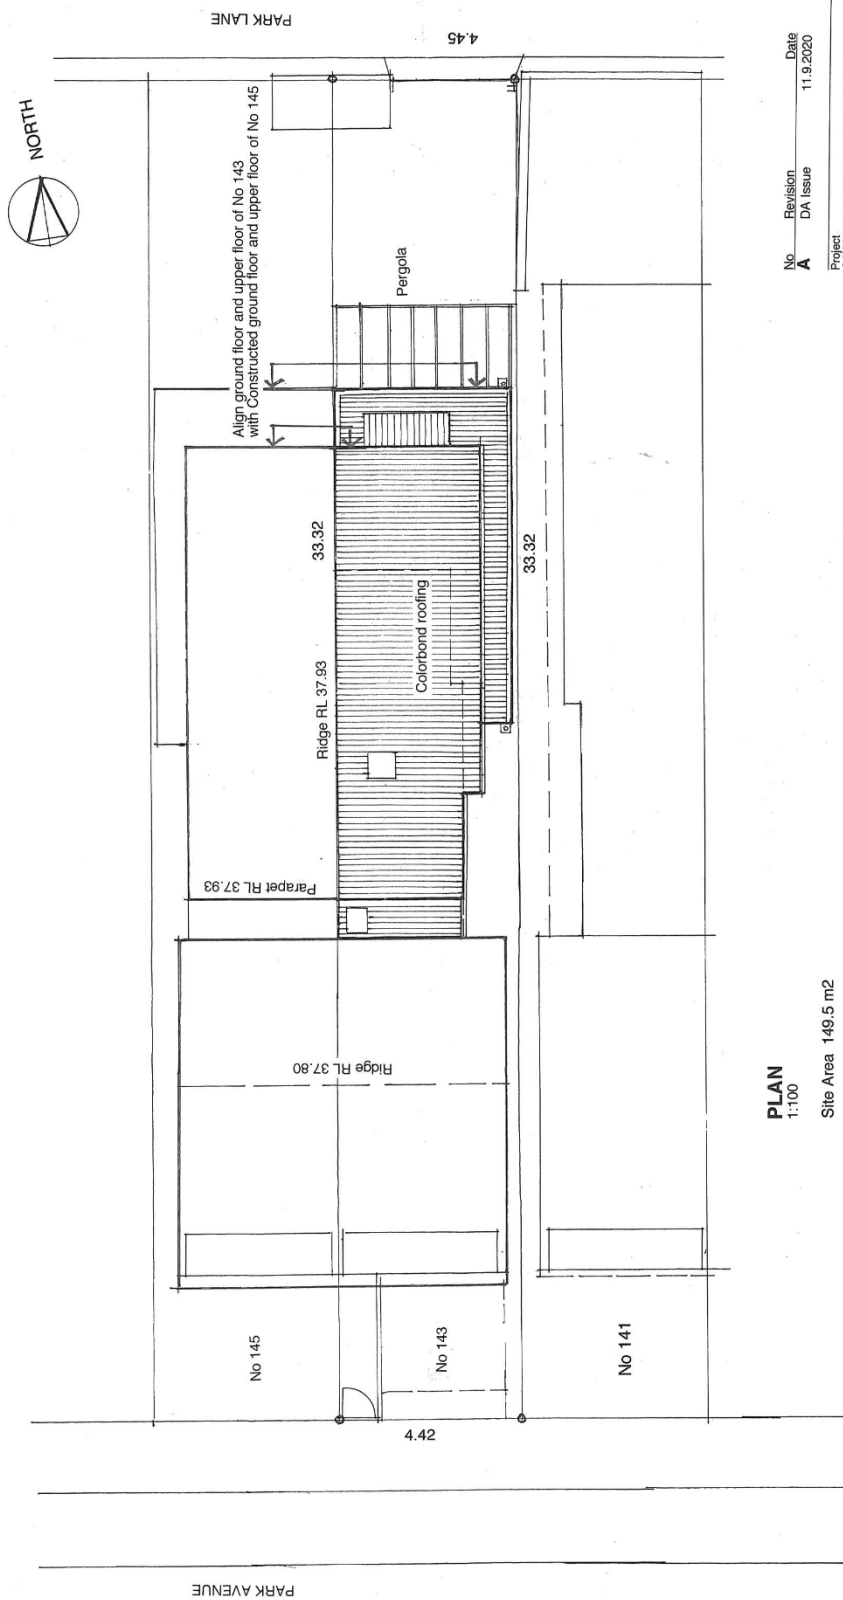 PARK LANE
4.45
NORTH
Align ground floor and upper floor of No 143
with Constructed ground floor and upper floor of No 145
Pergola
33.32
33.32
Ridge RL 37.93
Colorbond roofing
Parapet RL 37.93
Ridge RL 37.80
No 145
No 143
No 141
4.42
PARK AVENUE
PLAN
1:100
Site Area 149.5 m2
No Revision Date
A DA Issue 11.9.2020
Project